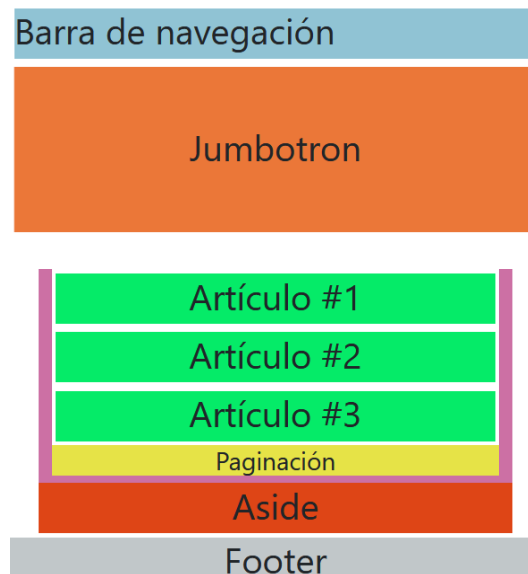 Barra de navegación
Jumbotron
Artículo #1
Artículo #2
Artículo #3
Paginación
Aside
Footer